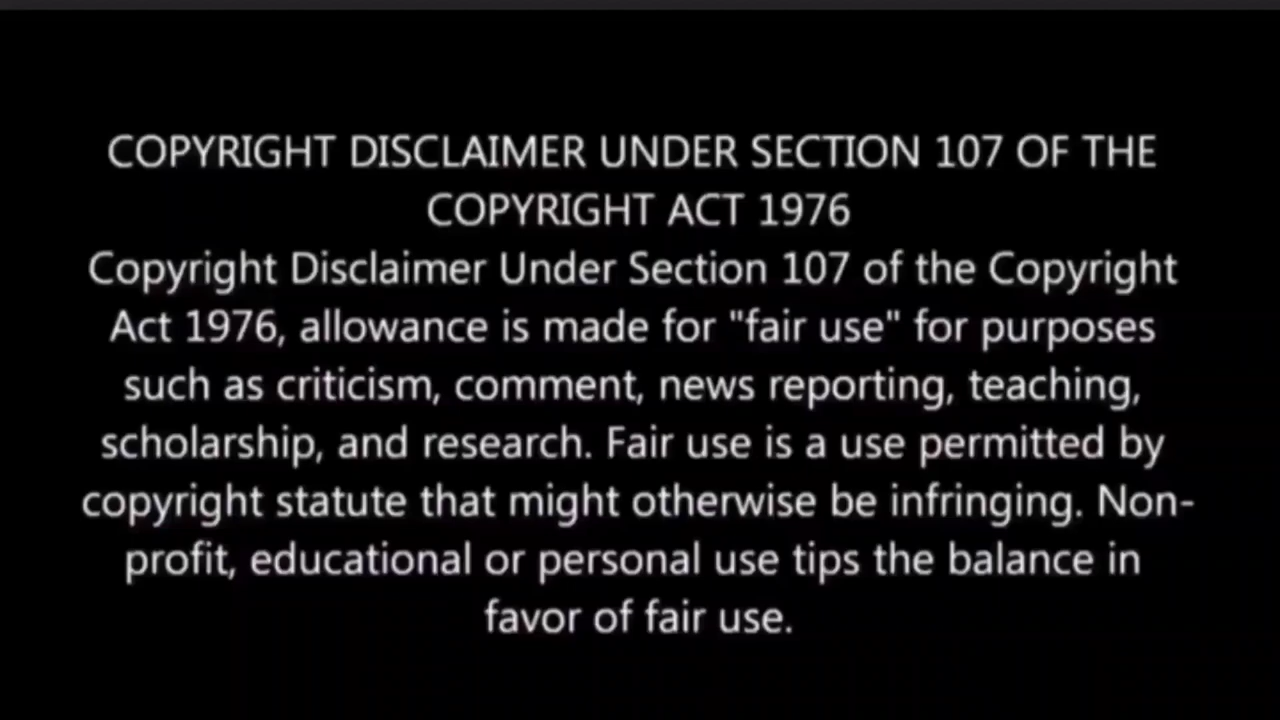 COPYRIGHT DISCLAIMER UNDER SECTION 107 OF THE
COPYRIGHT ACT 1976
Copyright Disclaimer Under Section 107 of the Copyright
Act 1976, allowance is made for "fair use" for purposes
such as criticism, comment, news reporting, teaching,
scholarship, and research. Fair use is a use permitted by
copyright statute that might otherwise be infringing. Non-
profit, educational or personal use tips the balance in
favor of fair use.